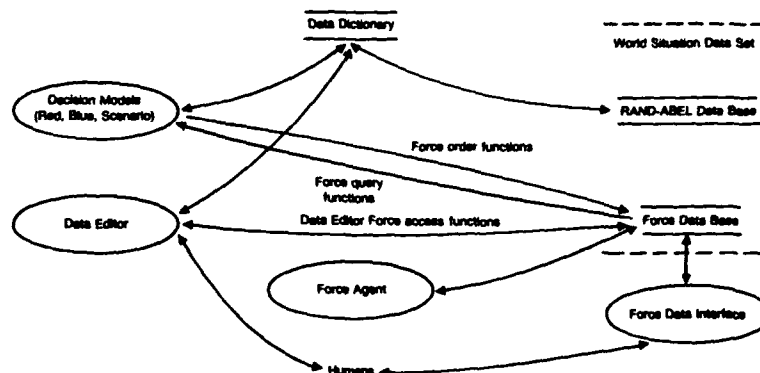 Data Dictionary
World Situation Data Set
Decision Models
(Red, Blue, Scenario)
RAND-ABEL Data Base
Force order functions
Force query
functions
Data Editor
Data Editor Force access functions
Force Data Base
Force Agent
Force Data Interface
Humans